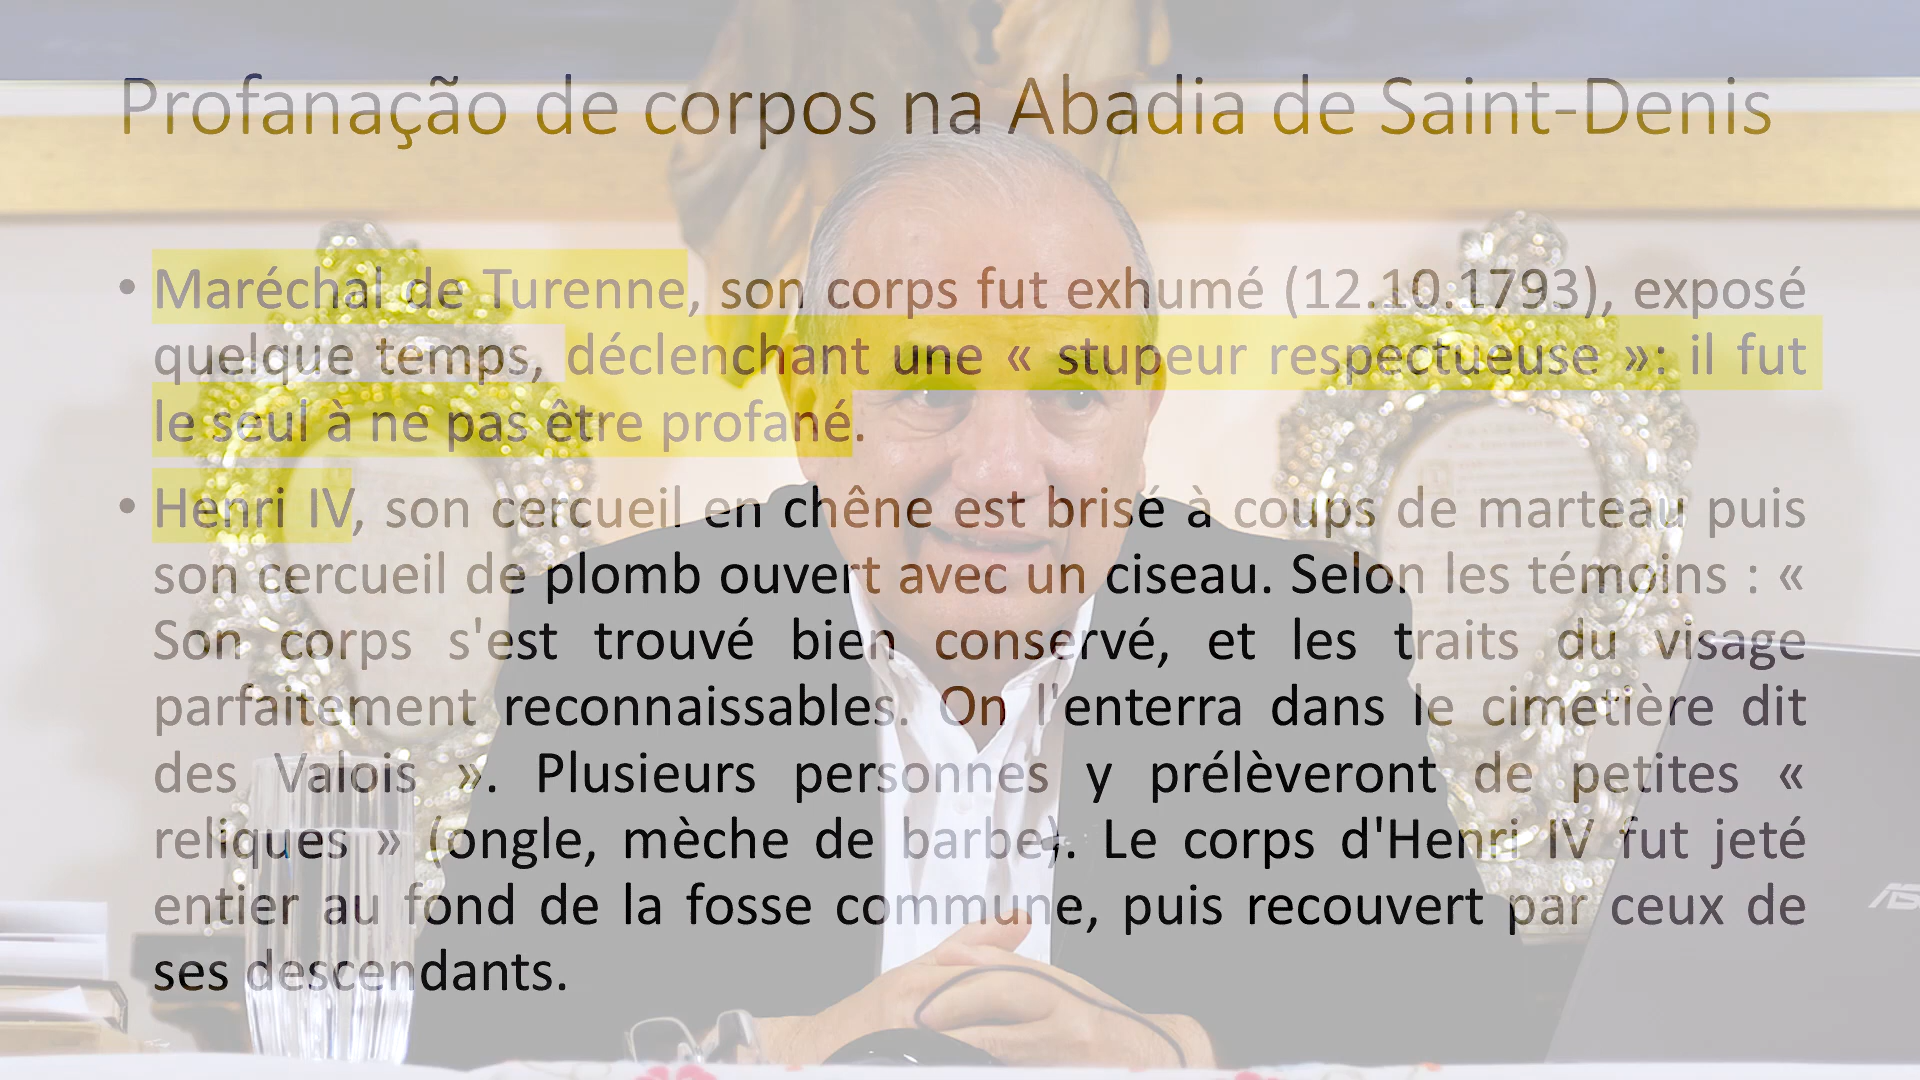 Profanação de corpos na Abadia de Saint-Denis
• Maréchal de Turenne, son corps fut exhumé (12.10.1793), exposé
quelque temps, déclenchant une « stupeur respectueuse »: il fut
le seul à ne pas être profané.
• Henri IV, son cercueil en chêne est brisé à coups de marteau puis
son cercueil de plomb ouvert avec un ciseau. Selon les témoins : «
Son corps s'est trouvé bien conservé, et les traits du visage
parfaitement reconnaissables. On l'enterra dans le cimetière dit
des Valois ». Plusieurs personnes y prélèveront de petites «
reliques » (ongle, mèche de barbe). Le corps d'Henri IV fut jeté
entier au fond de la fosse commune, puis recouvert par ceux de
ses descendants.